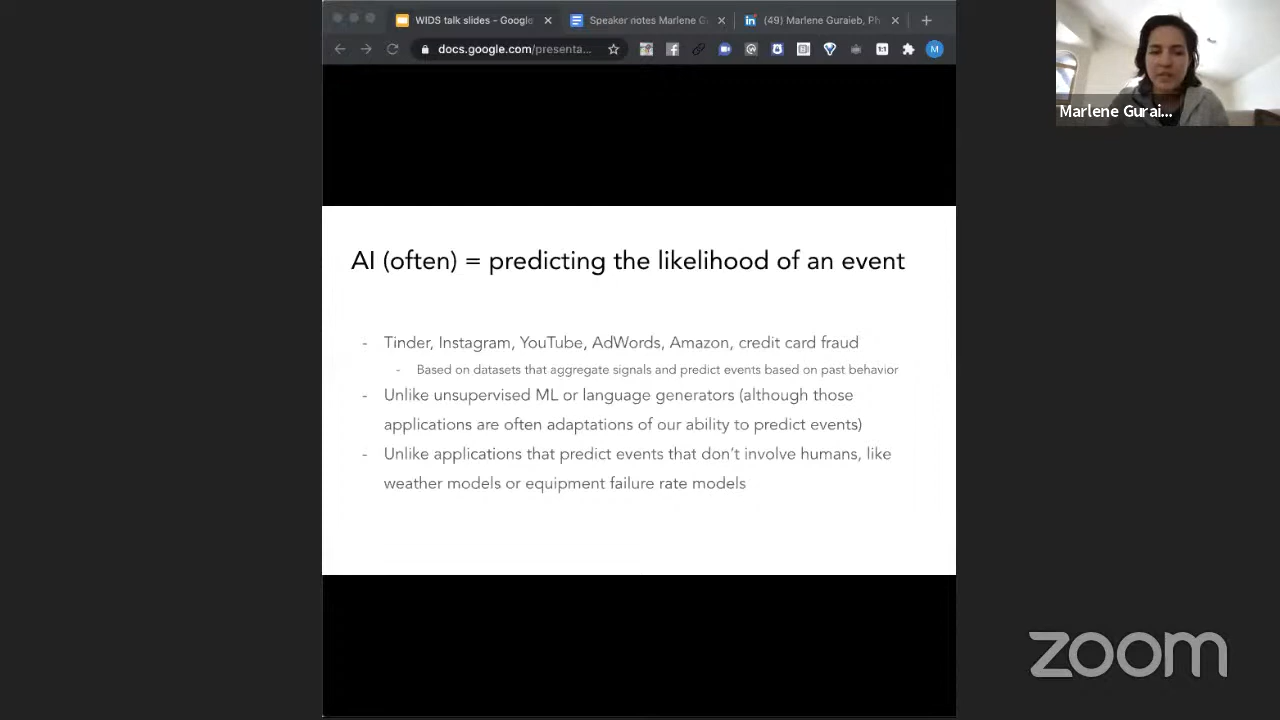 WIDS talk slides - Google
Speaker notes Marlene G
(49) Marlene Guraieb, Ph
docs.google.com/presenta...
1:1
M
Marlene Gurai...
AI (often) = predicting the likelihood of an event
- Tinder, Instagram, YouTube, AdWords, Amazon, credit card fraud
- Based on datasets that aggregate signals and predict events based on past behavior
- Unlike unsupervised ML or language generators (although those
applications are often adaptations of our ability to predict events)
- Unlike applications that predict events that don't involve humans, like
weather models or equipment failure rate models
zoom